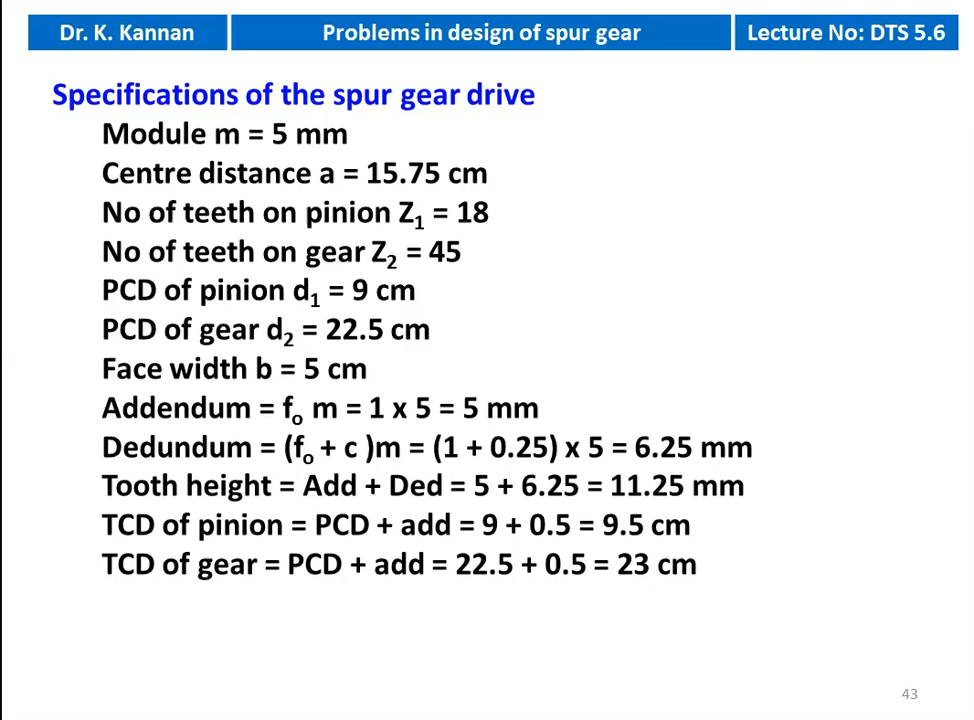 Dr. K. Kannan
Problems in design of spur gear
Lecture No: DTS 5.6
Specifications of the spur gear drive
Module m = 5 mm
Centre distance a = 15.75 cm
No of teeth on pinion Z1 = 18
No of teeth on gear Z2 = 45
PCD of pinion d1 = 9 cm
PCD of gear d2 = 22.5 cm
Face width b = 5 cm
Addendum = fo m = 1 x 5 = 5 mm
Dedundum = (fo + c )m = (1 + 0.25) x 5 = 6.25 mm
Tooth height = Add + Ded = 5 + 6.25 = 11.25 mm
TCD of pinion = PCD + add = 9 + 0.5 = 9.5 cm
TCD of gear = PCD + add = 22.5 + 0.5 = 23 cm
43